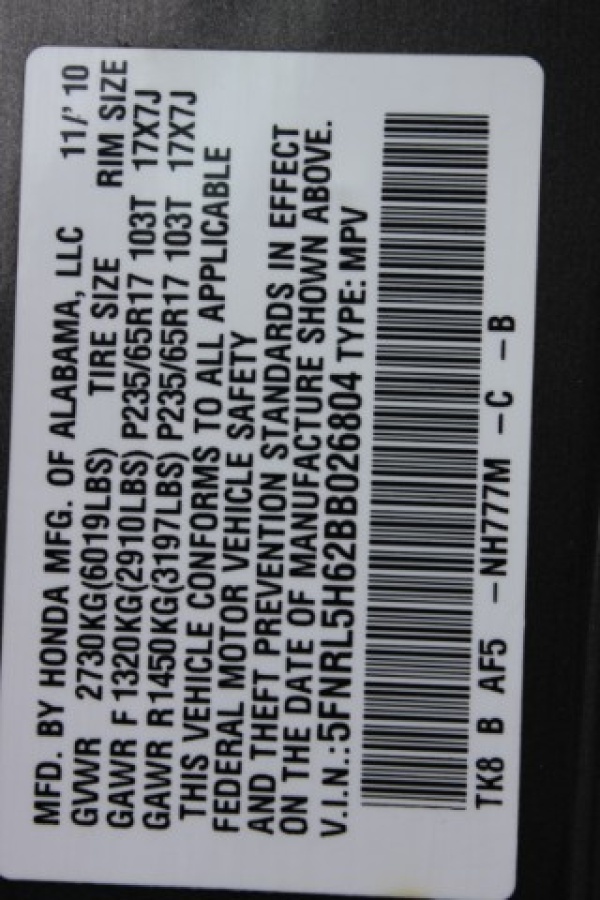 MFD. BY HONDA MFG. OF ALABAMA, LLC 11/' 10
GVWR 2730KG(6019LBS) TIRE SIZE RIM SIZE
GAWR F 1320KG(2910LBS) P235/65R17 103T 17X7J
GAWR R 1450KG(3197LBS) P235/65R17 103T 17X7J
THIS VEHICLE CONFORMS TO ALL APPLICABLE
FEDERAL MOTOR VEHICLE SAFETY
AND THEFT PREVENTION STANDARDS IN EFFECT
ON THE DATE OF MANUFACTURE SHOWN ABOVE.
V.I.N.:5FNRL5H62BB026804 TYPE: MPV
TK8 B AF5 -NH777M -C -B